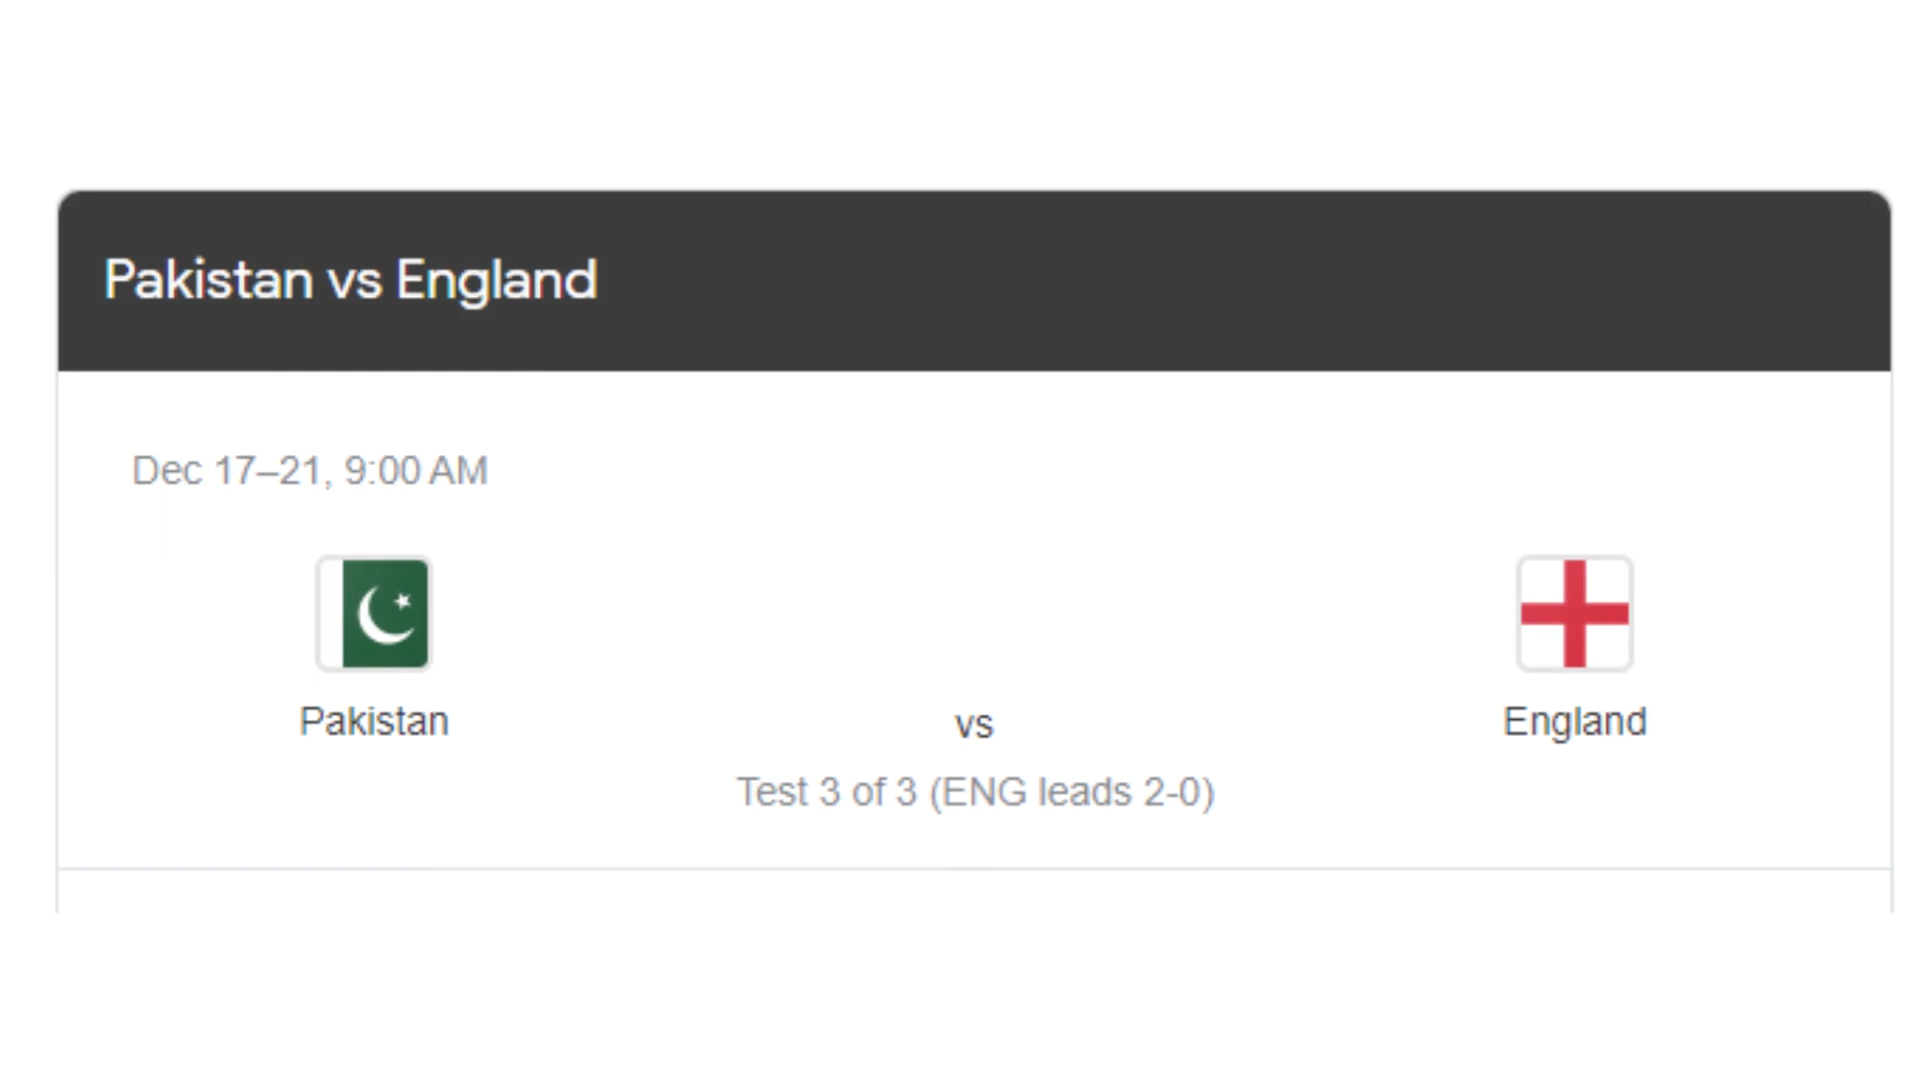 Pakistan vs England
Dec 17–21, 9:00 AM
Pakistan
vs
England
Test 3 of 3 (ENG leads 2-0)